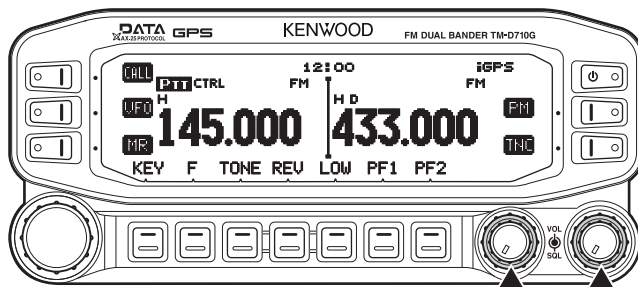 DATA GPS
AX-25 PROTOCOL
KENWOOD
FM DUAL BANDER TM-D710G
CALL
12:00
iGPS
PTT CTRL FM
FM
VFO
H
H D
PM
145.000
433.000
MR
TNC
KEY F TONE REV LOW PF1 PF2
VOL
SQL